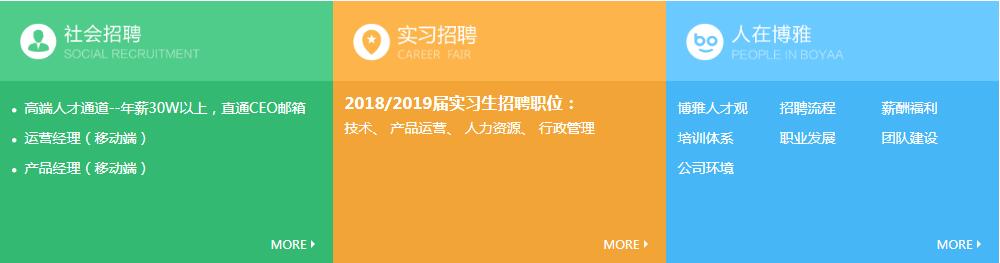 社会招聘
SOCIAL RECRUITMENT
高端人才通道--年薪30W以上，直通CEO邮箱
运营经理（移动端）
产品经理（移动端）
MORE
实习招聘
CAREER FAIR
2018/2019届实习生招聘职位：
技术、 产品运营、 人力资源、 行政管理
MORE
bo
人在博雅
PEOPLE IN BOYAA
博雅人才观 招聘流程 薪酬福利
培训体系 职业发展 团队建设
公司环境
MORE